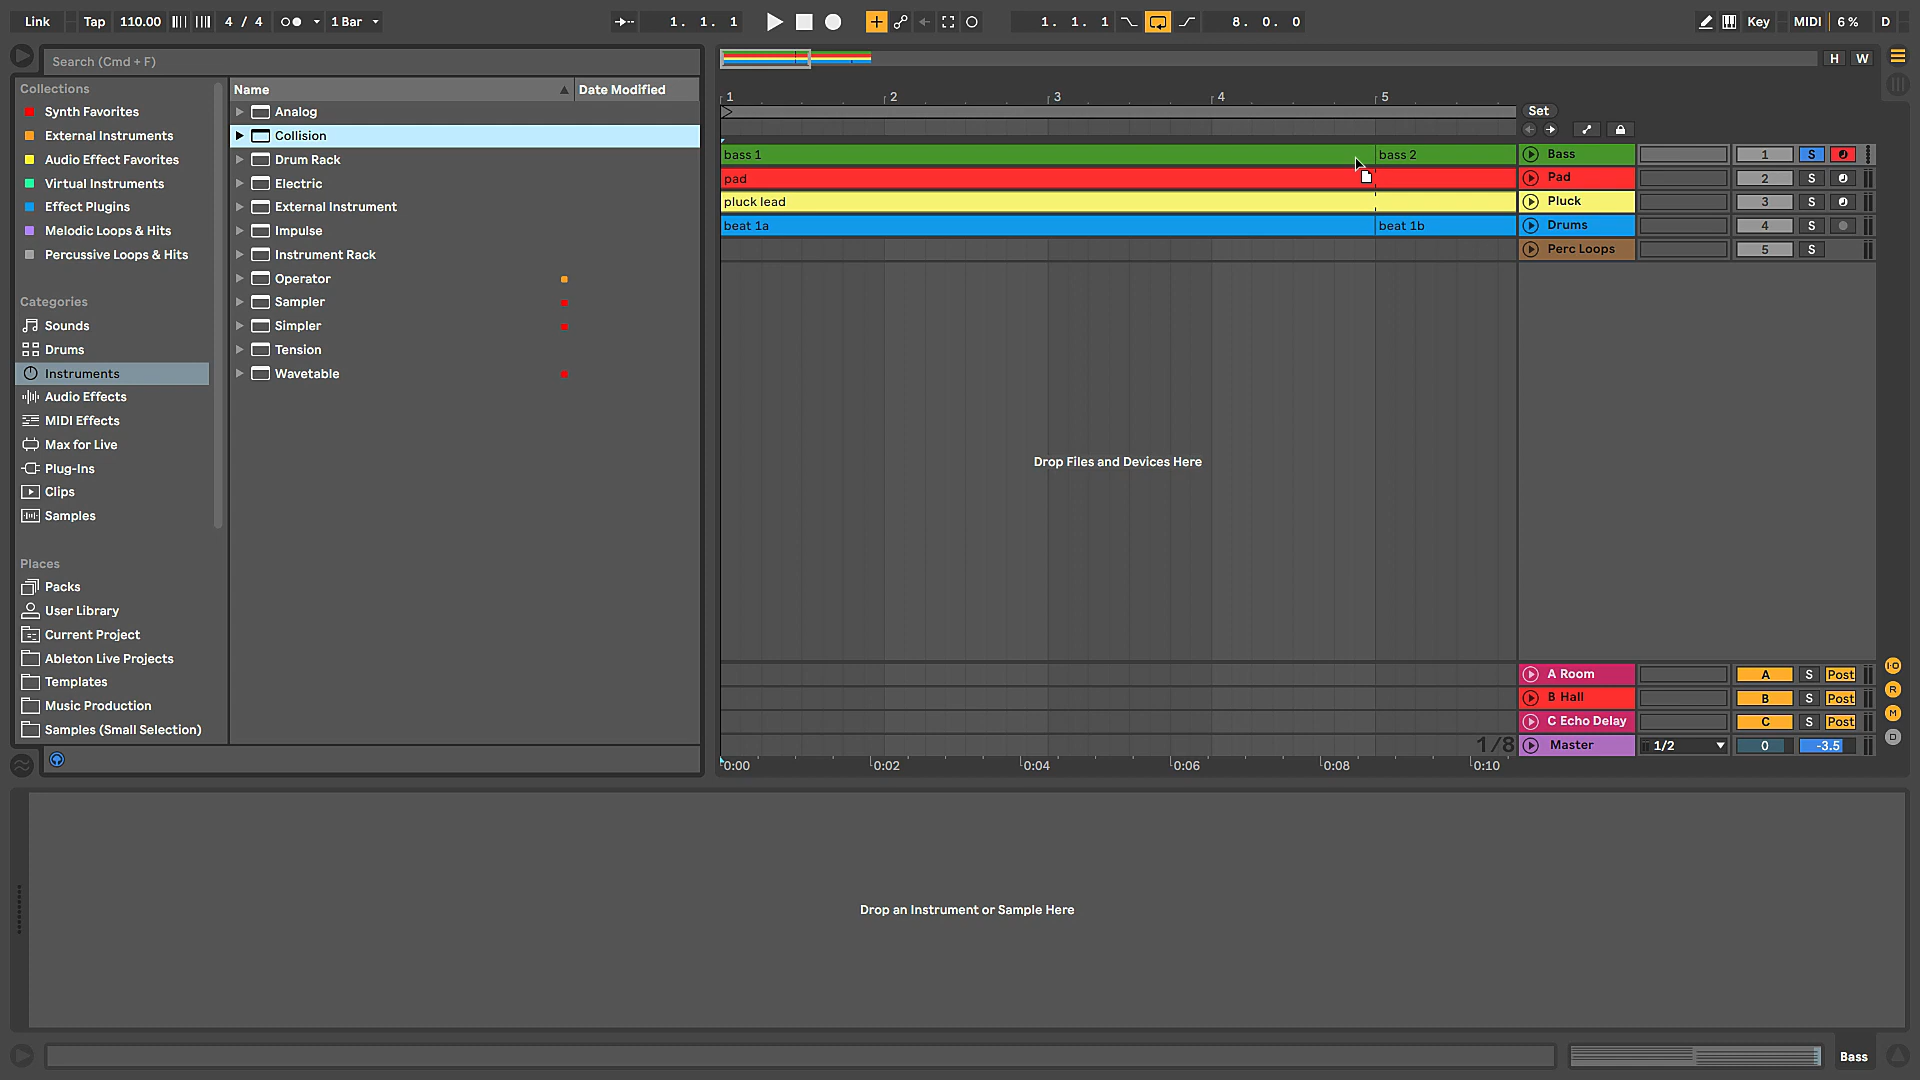 Link Tap 110.00 4 / 4 1 Bar 1. 1. 1 1. 1. 1 8. 0. 0 Key MIDI 6 % D
Search (Cmd + F)
H W
Collections
Synth Favorites
External Instruments
Audio Effect Favorites
Virtual Instruments
Effect Plugins
Melodic Loops & Hits
Percussive Loops & Hits
Categories
Sounds
Drums
Instruments
Audio Effects
MIDI Effects
Max for Live
Plug-Ins
Clips
Samples
Places
Packs
User Library
Current Project
Ableton Live Projects
Templates
Music Production
Samples (Small Selection)
Name Date Modified
Analog
Collision
Drum Rack
Electric
External Instrument
Impulse
Instrument Rack
Operator
Sampler
Simpler
Tension
Wavetable
1 2 3 4 5
Set
bass 1 bass 2 Bass 1 S
pad Pad 2 S
pluck lead Pluck 3 S
beat 1a beat 1b Drums 4 S
Perc Loops 5 S
Drop Files and Devices Here
A Room A S Post
B Hall B S Post
C Echo Delay C S Post
1/8 Master 1/2 0 -3.5
0:00 0:02 0:04 0:06 0:08 0:10
I·O
R
M
D
Drop an Instrument or Sample Here
Bass